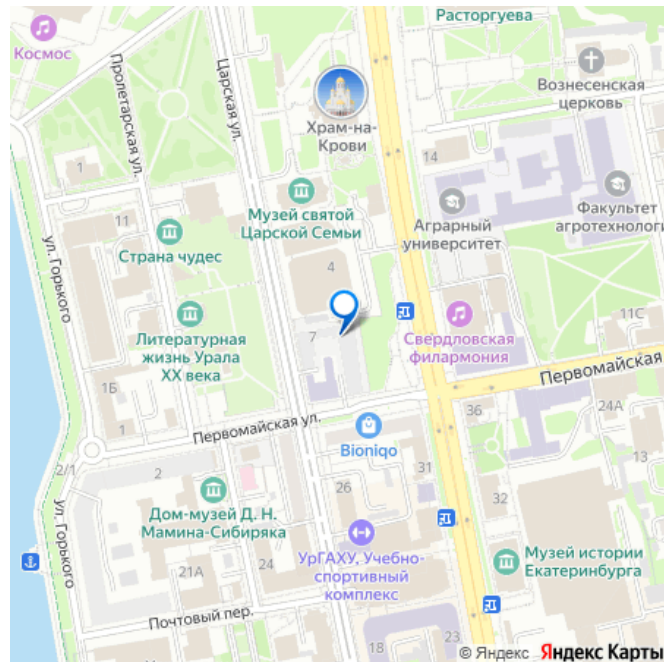 Расторгуева
Космос
Вознесенская
церковь
Пролетарская ул.
Царская ул.
Храм-на-
Крови
14
1
Музей святой
Царской Семьи
Аграрный
университет
Факультет
агротехнологи
11
ул. Горького
Страна чудес
4
7
Литературная
жизнь Урала
XX века
Свердловская
филармония
11С
1Б
1
Первомайская
Первомайская ул.
36
24А
Bioniqo
2/1
2
31
26
32
ул. Горького
Дом-музей Д. Н.
Мамина-Сибиряка
УрГАХУ, Учебно-
спортивный
комплекс
Музей истории
Екатеринбурга
21А
24
Почтовый пер.
18
23
© Яндекс Яндекс Карты